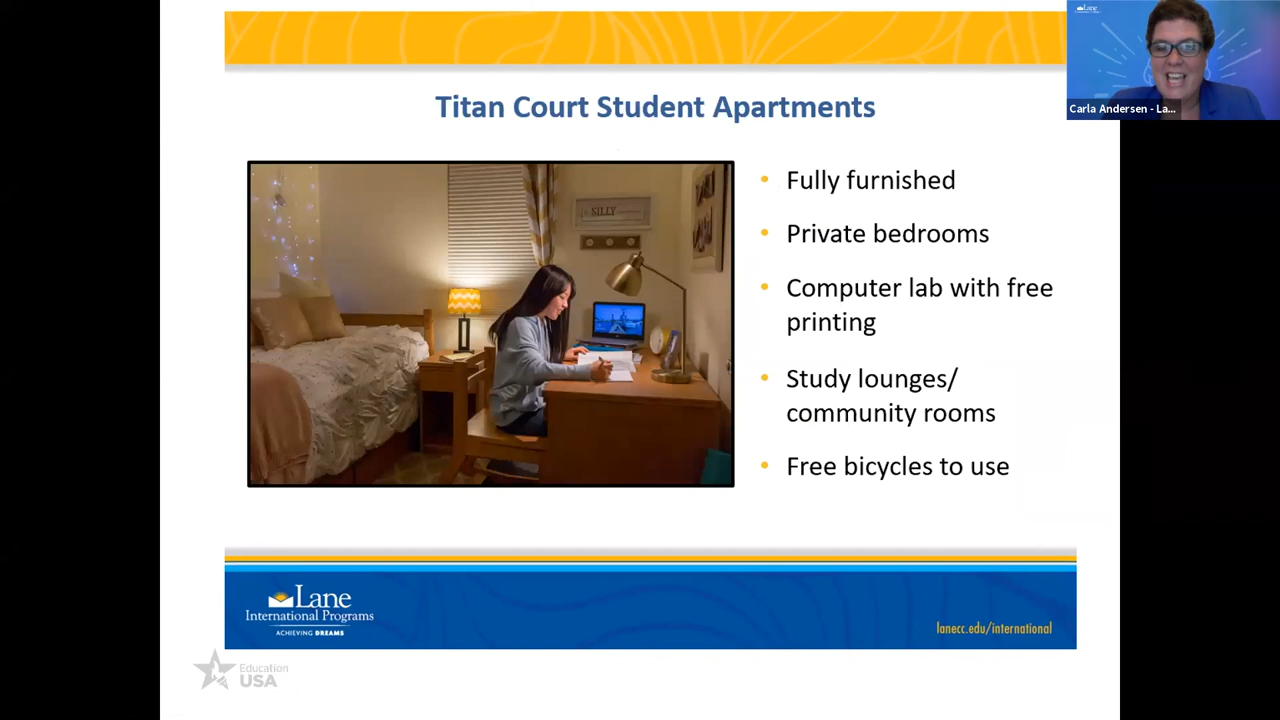 Lane
Carla Andersen - La...
Titan Court Student Apartments
SILLY
• Fully furnished
• Private bedrooms
• Computer lab with free
printing
• Study lounges/
community rooms
• Free bicycles to use
Lane
International Programs
ACHIEVING DREAMS
lanecc.edu/international
Education
USA